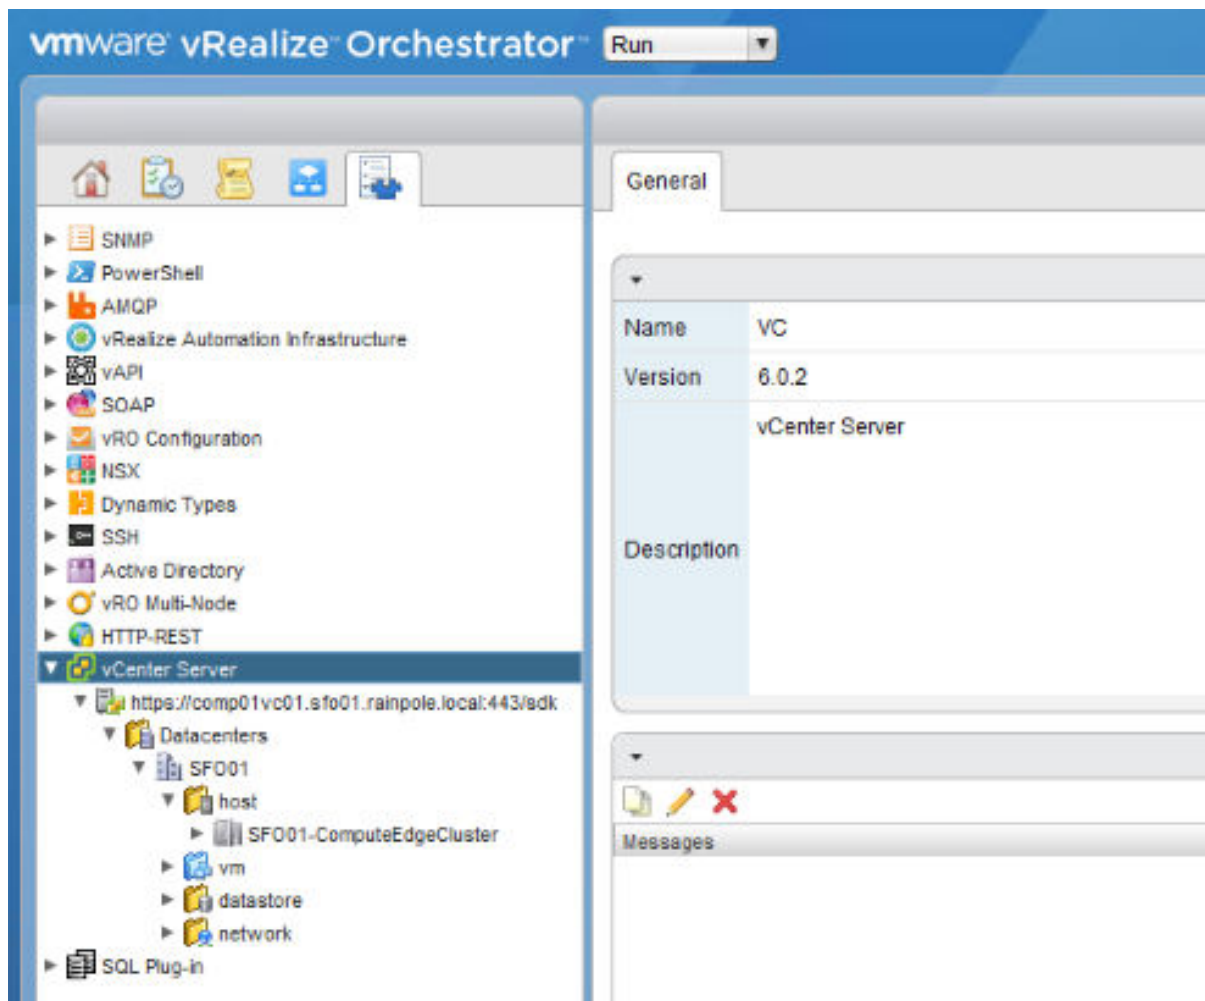 vmware vRealize™ Orchestrator™ Run
General
SNMP
PowerShell
AMQP
vRealize Automation Infrastructure
vAPI
SOAP
vRO Configuration
NSX
Dynamic Types
SSH
Active Directory
vRO Multi-Node
HTTP-REST
vCenter Server
https://comp01vc01.sfo01.rainpole.local:443/sdk
Datacenters
SFO01
host
SFO01-ComputeEdgeCluster
vm
datastore
network
SQL Plug-in
Name VC
Version 6.0.2
Description vCenter Server
Messages